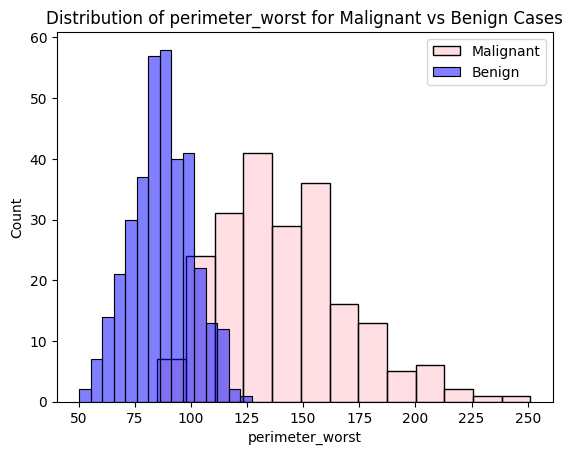 Distribution of perimeter_worst for Malignant vs Benign Cases
Malignant
Benign
Count
60
50
40
30
20
10
0
50 75 100 125 150 175 200 225 250
perimeter_worst